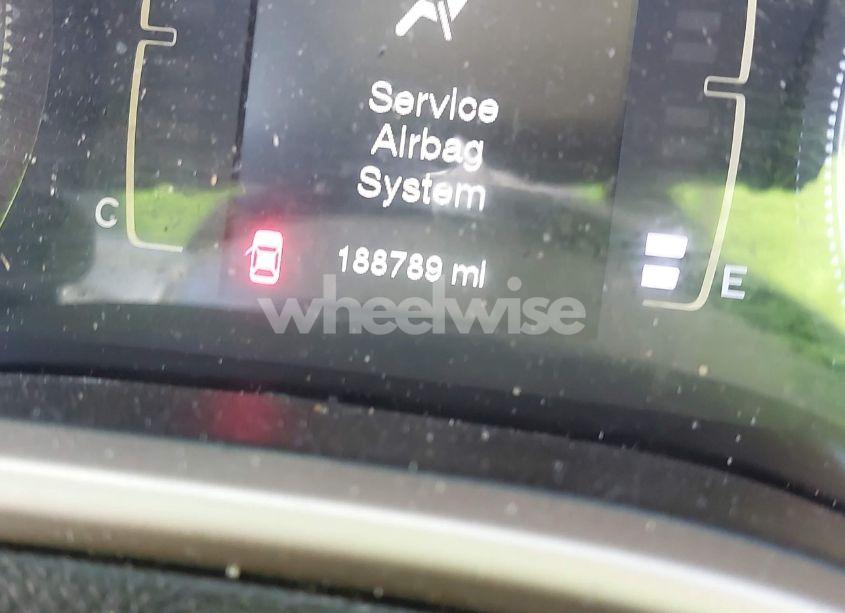 Service
Airbag
System
C
188789 mi
E
wheelwise